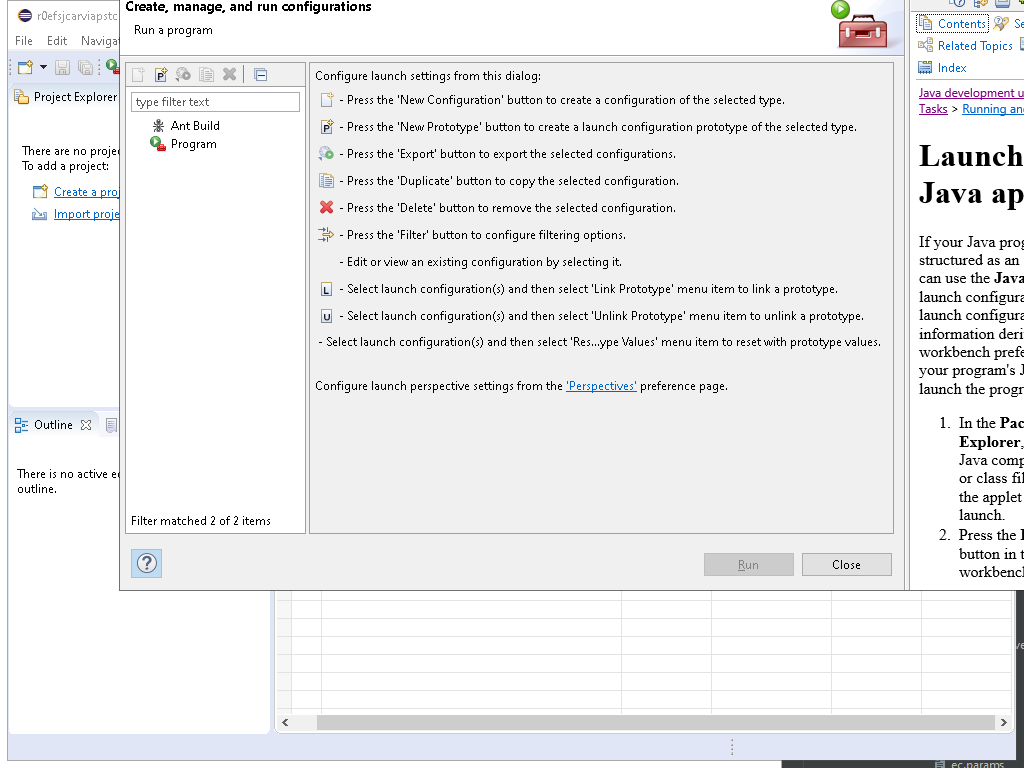 r0efsjcarviapstc
File Edit Naviga
Project Explorer
There are no proje
To add a project:
Create a proj
Import proje
Outline
There is no active e
outline.
Create, manage, and run configurations
Run a program
type filter text
Ant Build
Program
Filter matched 2 of 2 items
Configure launch settings from this dialog:
- Press the 'New Configuration' button to create a configuration of the selected type.
P - Press the 'New Prototype' button to create a launch configuration prototype of the selected type.
- Press the 'Export' button to export the selected configurations.
- Press the 'Duplicate' button to copy the selected configuration.
- Press the 'Delete' button to remove the selected configuration.
- Press the 'Filter' button to configure filtering options.
- Edit or view an existing configuration by selecting it.
L - Select launch configuration(s) and then select 'Link Prototype' menu item to link a prototype.
U - Select launch configuration(s) and then select 'Unlink Prototype' menu item to unlink a prototype.
- Select launch configuration(s) and then select 'Res...ype Values' menu item to reset with prototype values.
Configure launch perspective settings from the 'Perspectives' preference page.
? Run Close
Contents Se
Related Topics
Index
Java development u
Tasks > Running an
Launch
Java ap
If your Java prog
structured as an
can use the Java
launch configura
launch configura
information deri
workbench prefe
your program's J
launch the progr
1. In the Pac
Explorer,
Java comp
or class fil
the applet
launch.
2. Press the
button in t
workbencl
ec.params